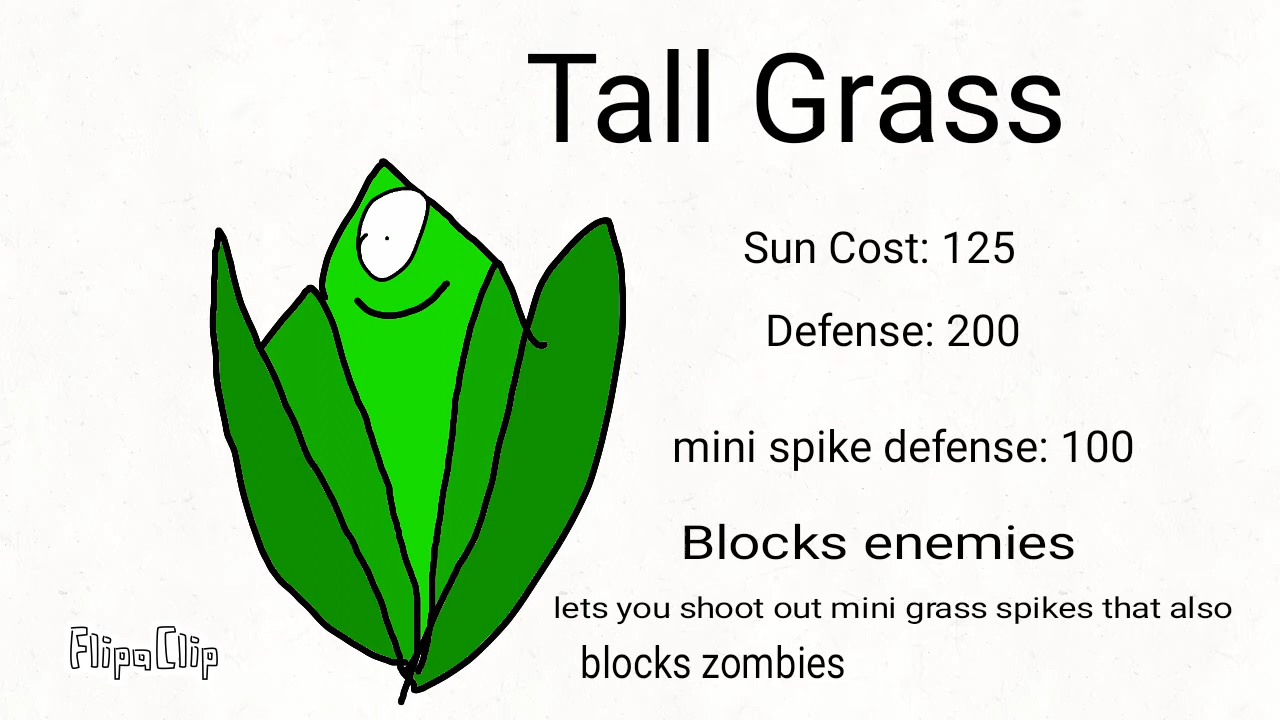 Tall Grass
Sun Cost: 125
Defense: 200
mini spike defense: 100
Blocks enemies
lets you shoot out mini grass spikes that also
blocks zombies
FlipaClip